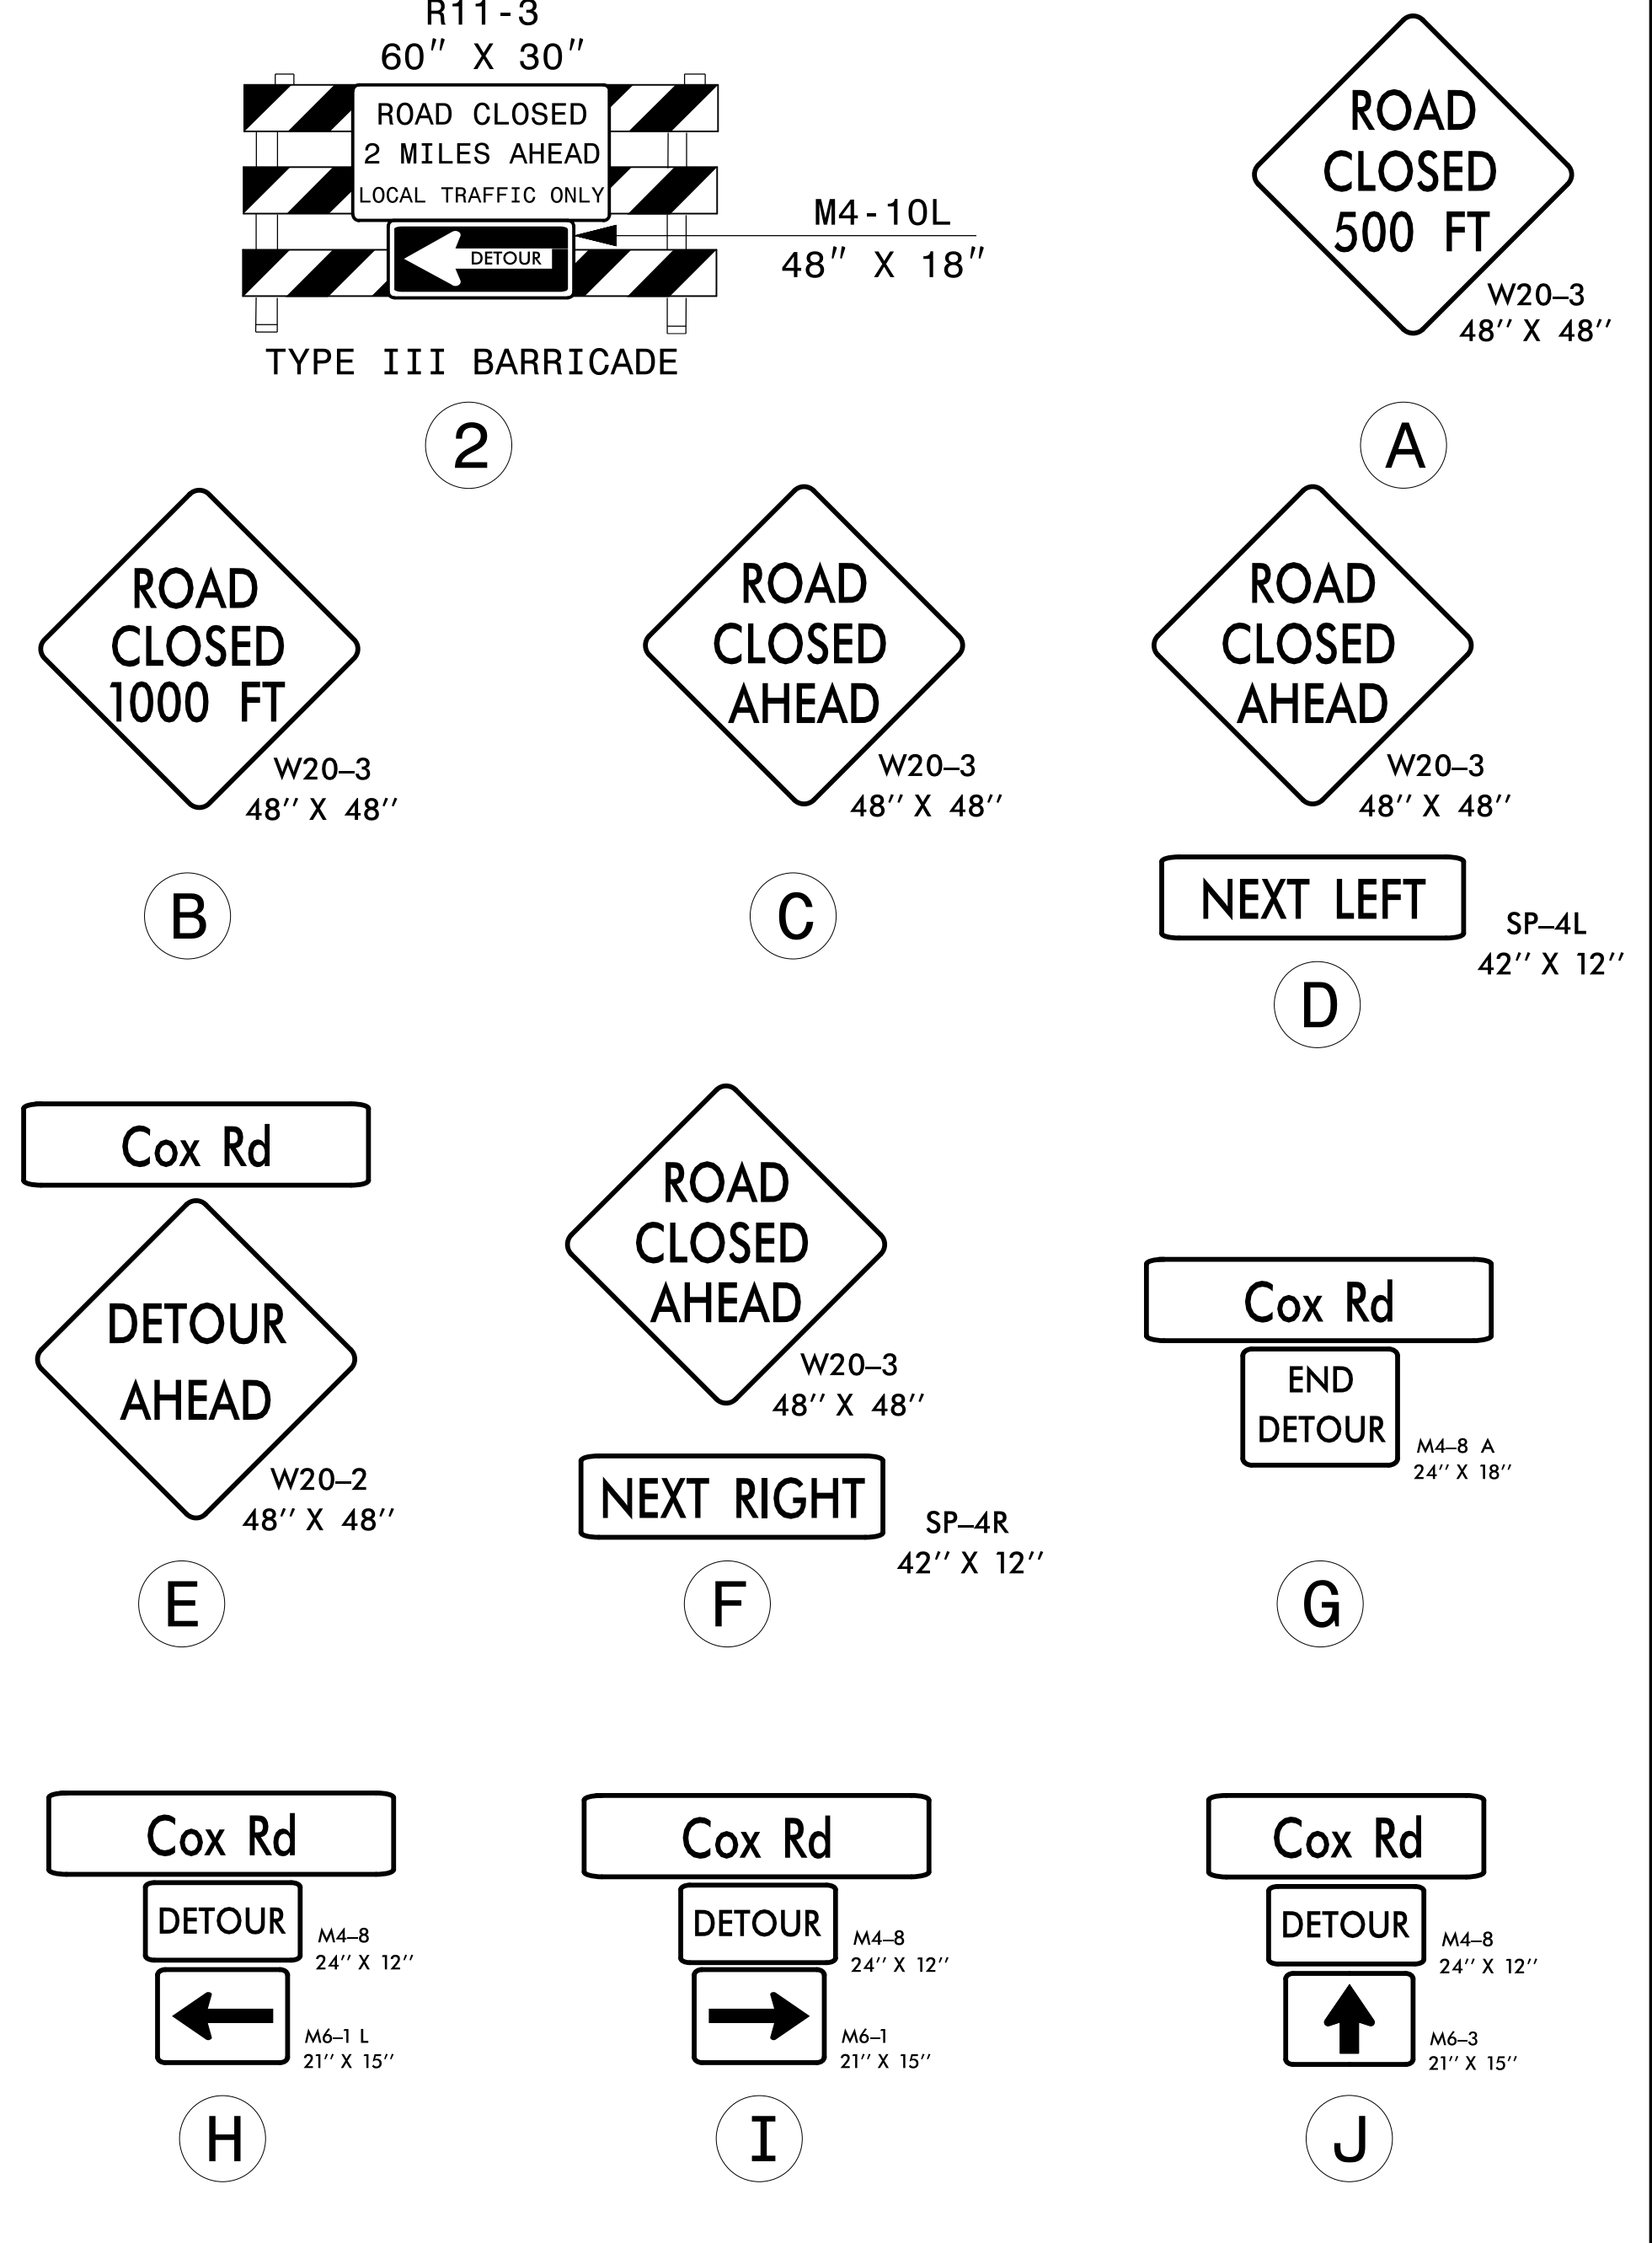 R11-3
60" X 30"
ROAD CLOSED
2 MILES AHEAD
LOCAL TRAFFIC ONLY
DETOUR
M4-10L
48" X 18"
TYPE III BARRICADE
2
ROAD
CLOSED
500 FT
W20–3
48'' X 48''
A
ROAD
CLOSED
1000 FT
W20–3
48'' X 48''
B
ROAD
CLOSED
AHEAD
W20–3
48'' X 48''
C
ROAD
CLOSED
AHEAD
W20–3
48'' X 48''
NEXT LEFT
SP–4L
42'' X 12''
D
Cox Rd
DETOUR
AHEAD
W20–2
48'' X 48''
E
ROAD
CLOSED
AHEAD
W20–3
48'' X 48''
NEXT RIGHT
SP–4R
42'' X 12''
F
Cox Rd
END
DETOUR
M4–8 A
24'' X 18''
G
Cox Rd
DETOUR
M4–8
24'' X 12''
M6–1 L
21'' X 15''
H
Cox Rd
DETOUR
M4–8
24'' X 12''
M6–1
21'' X 15''
I
Cox Rd
DETOUR
M4–8
24'' X 12''
M6–3
21'' X 15''
J